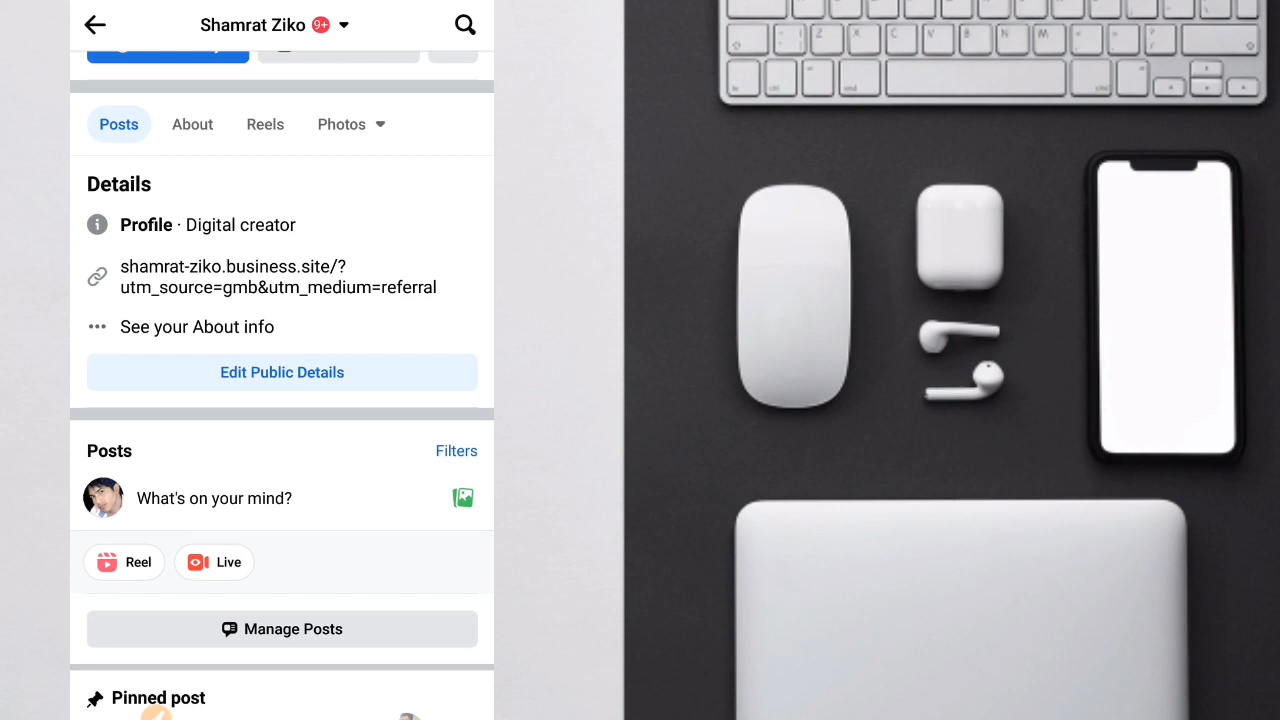 Shamrat Ziko 9+
Posts About Reels Photos
Details
Profile · Digital creator
shamrat-ziko.business.site/?
utm_source=gmb&utm_medium=referral
See your About info
Edit Public Details
Posts Filters
What's on your mind?
Reel Live
Manage Posts
Pinned post